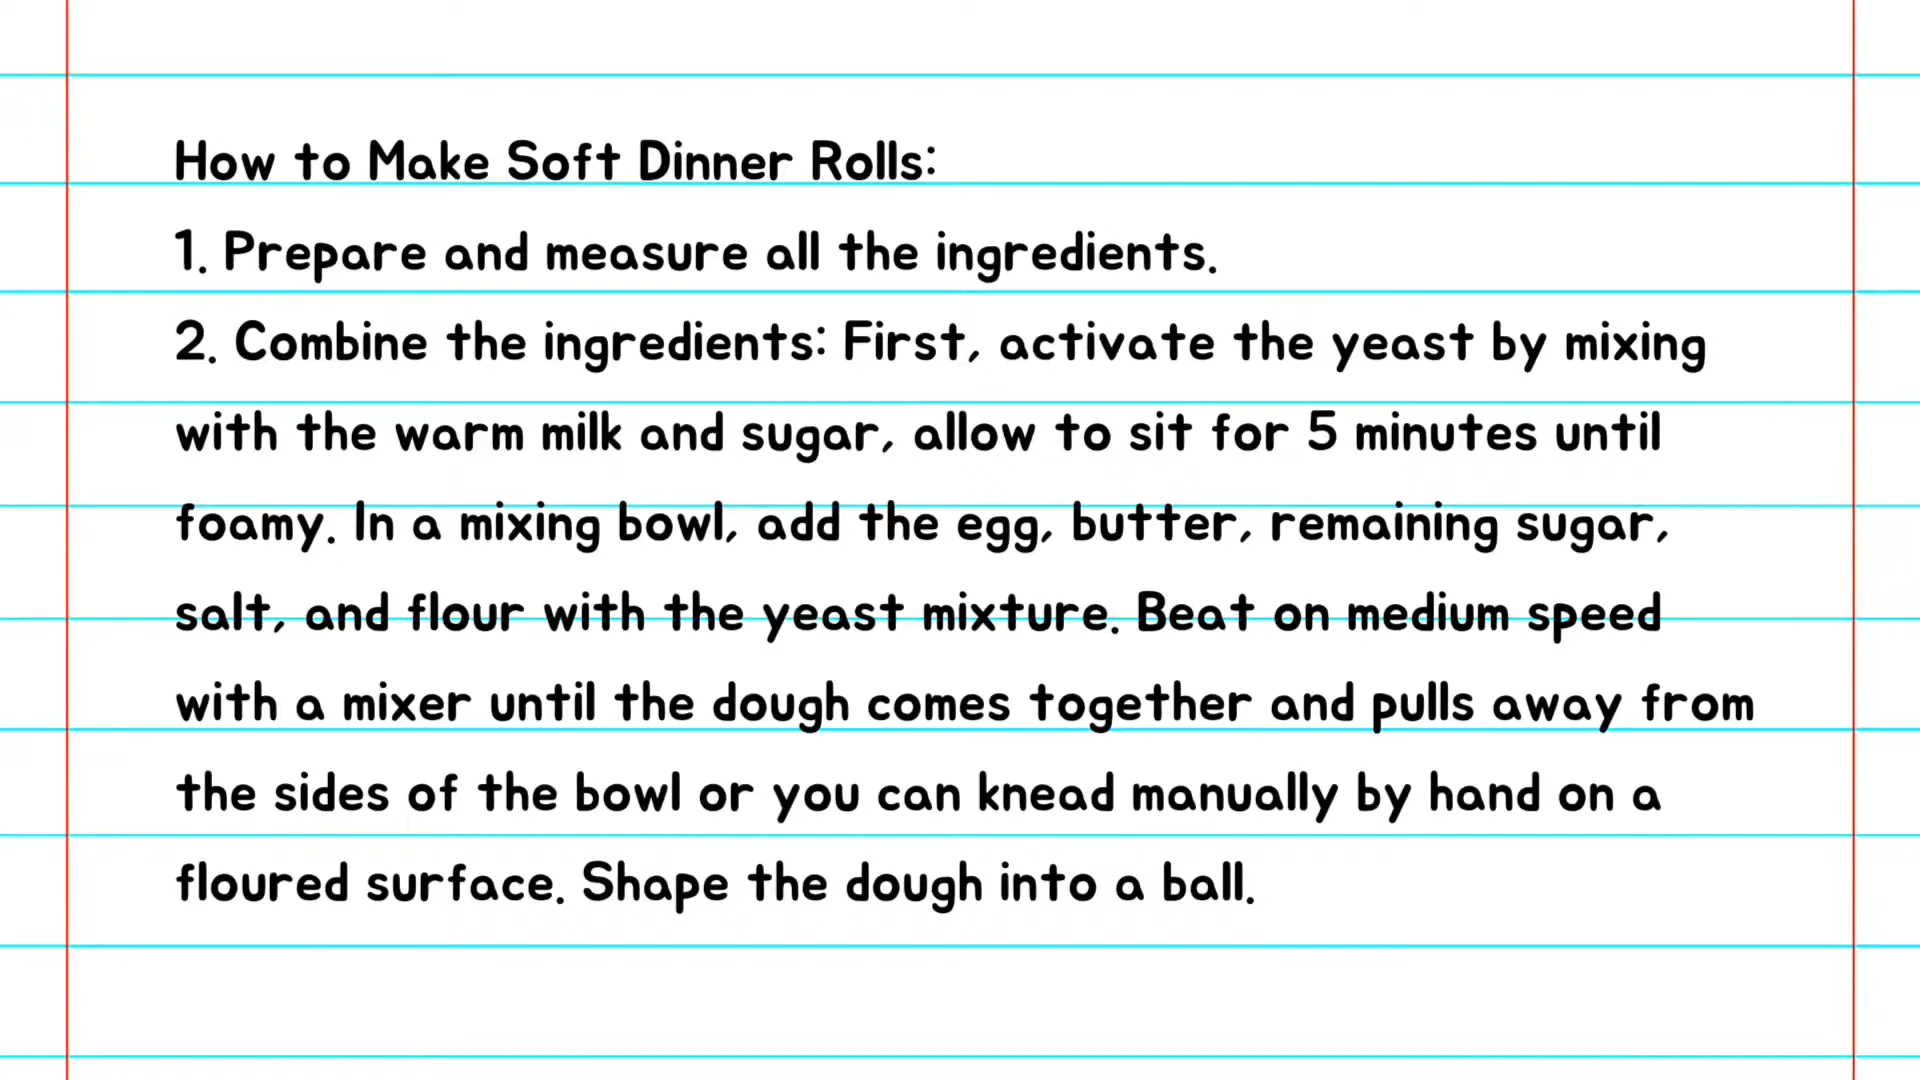 How to Make Soft Dinner Rolls:
1. Prepare and measure all the ingredients.
2. Combine the ingredients: First, activate the yeast by mixing
with the warm milk and sugar, allow to sit for 5 minutes until
foamy. In a mixing bowl, add the egg, butter, remaining sugar,
salt, and flour with the yeast mixture. Beat on medium speed
with a mixer until the dough comes together and pulls away from
the sides of the bowl or you can knead manually by hand on a
floured surface. Shape the dough into a ball.